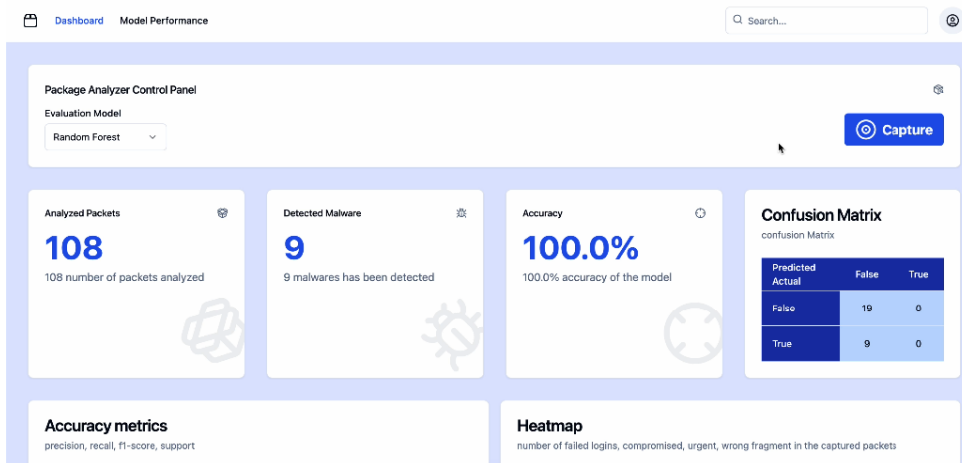 Dashboard Model Performance
Search...
Package Analyzer Control Panel
Evaluation Model
Random Forest
Capture
Analyzed Packets
108
108 number of packets analyzed
Detected Malware
9
9 malwares has been detected
Accuracy
100.0%
100.0% accuracy of the model
Confusion Matrix
confusion Matrix
Predicted
Actual
False True
False 19 0
True 9 0
Accuracy metrics
precision, recall, f1-score, support
Heatmap
number of failed logins, compromised, urgent, wrong fragment in the captured packets